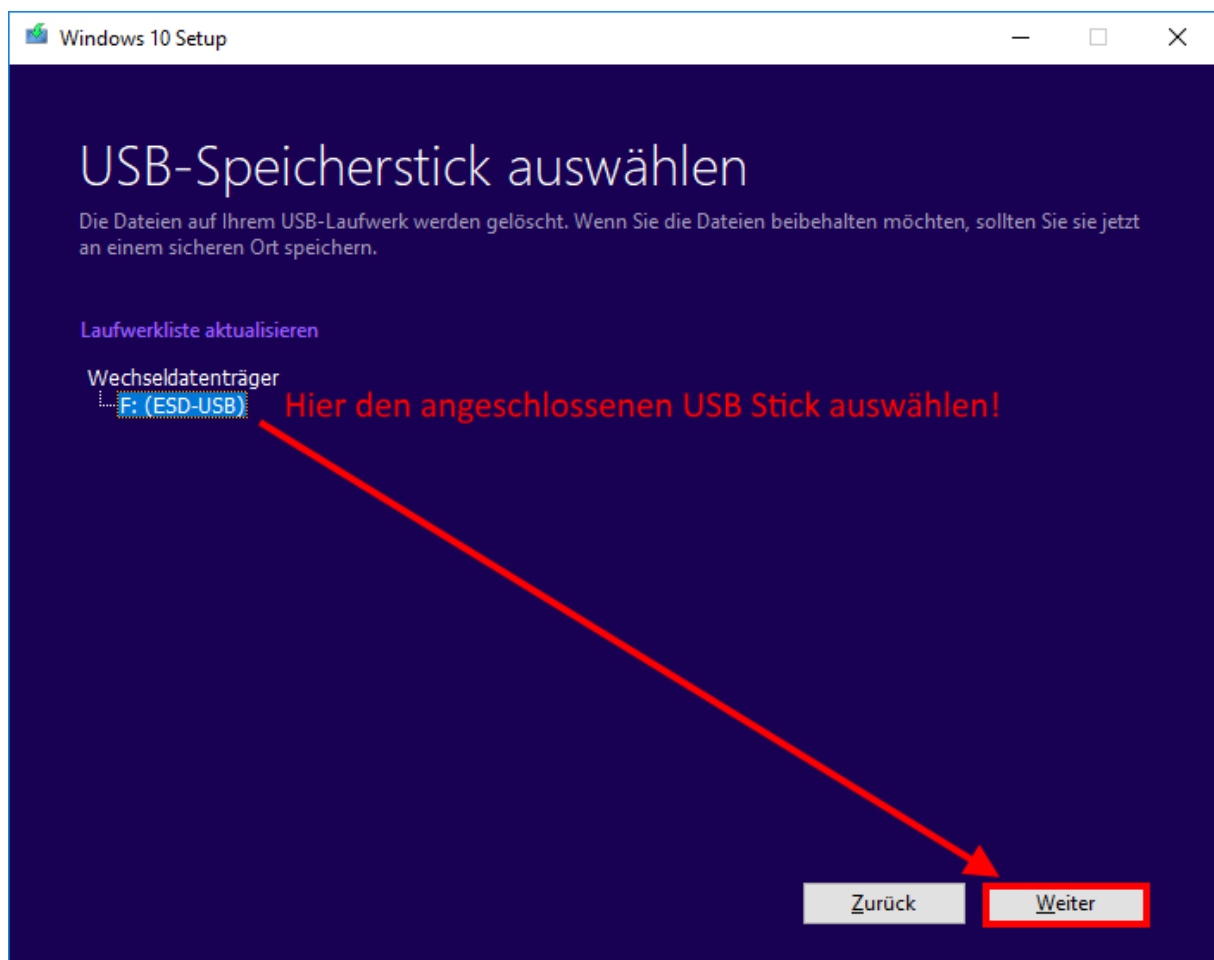 Windows 10 Setup
USB-Speicherstick auswählen
Die Dateien auf Ihrem USB-Laufwerk werden gelöscht. Wenn Sie die Dateien beibehalten möchten, sollten Sie sie jetzt
an einem sicheren Ort speichern.
Laufwerkliste aktualisieren
Wechseldatenträger
F: (ESD-USB) Hier den angeschlossenen USB Stick auswählen!
Zurück Weiter